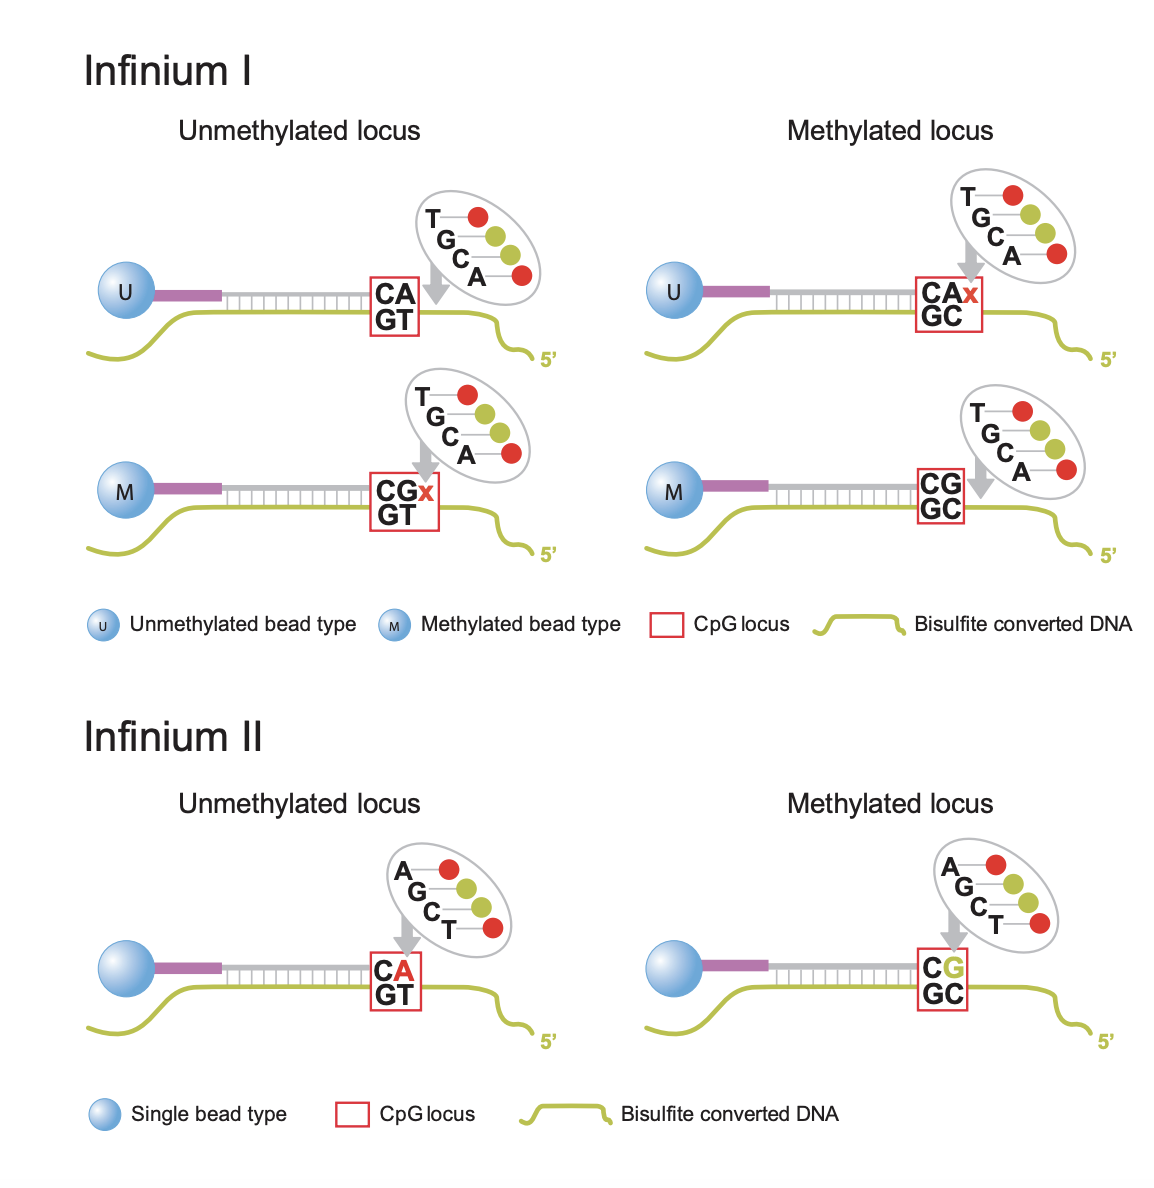 Infinium I
Unmethylated locus
Methylated locus
T
G
C
A
U
CA
GT
5’
T
G
C
A
U
CAx
GC
5’
T
G
C
A
M
CGx
GT
5’
T
G
C
A
M
CG
GC
5’
U Unmethylated bead type
M Methylated bead type
CpG locus
Bisulfite converted DNA
Infinium II
Unmethylated locus
Methylated locus
A
G
C
T
CA
GT
5’
A
G
C
T
CG
GC
5’
Single bead type
CpG locus
Bisulfite converted DNA